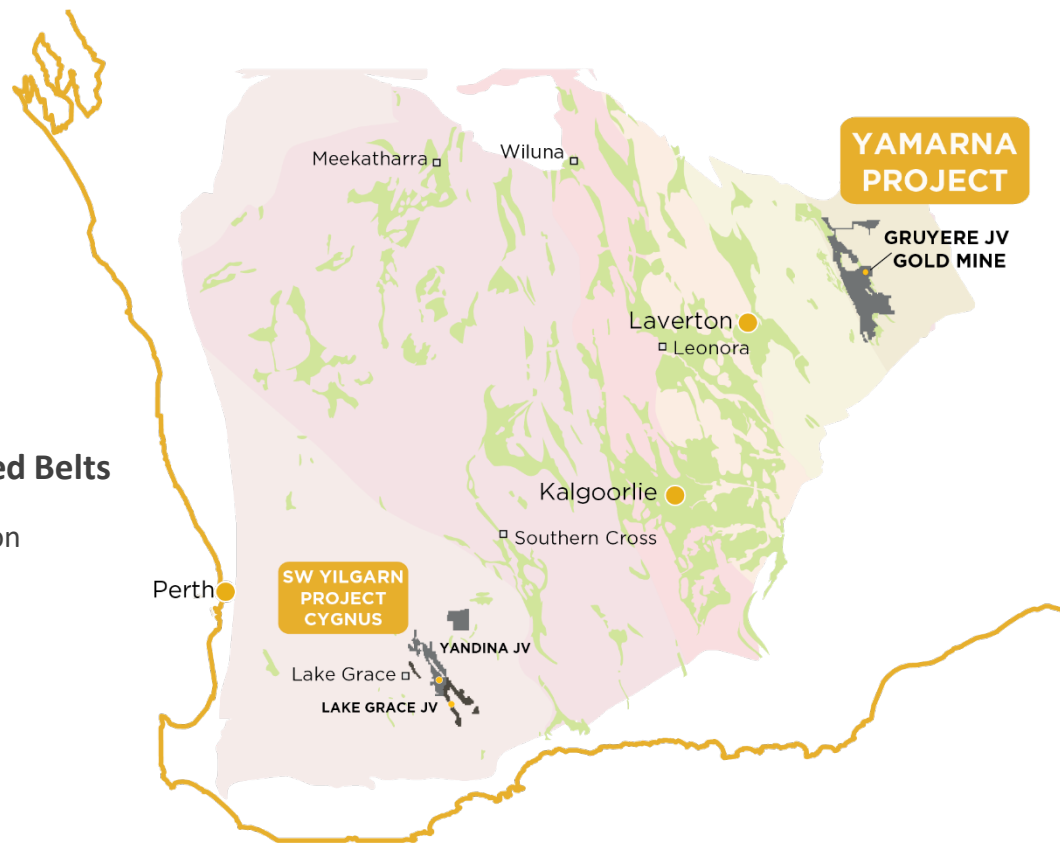 Meekatharra
Wiluna
YAMARNA
PROJECT
GRUYERE JV
GOLD MINE
Laverton
Leonora
ed Belts
Kalgoorlie
on
Southern Cross
Perth
SW YILGARN
PROJECT
CYGNUS
YANDINA JV
Lake Grace
LAKE GRACE JV